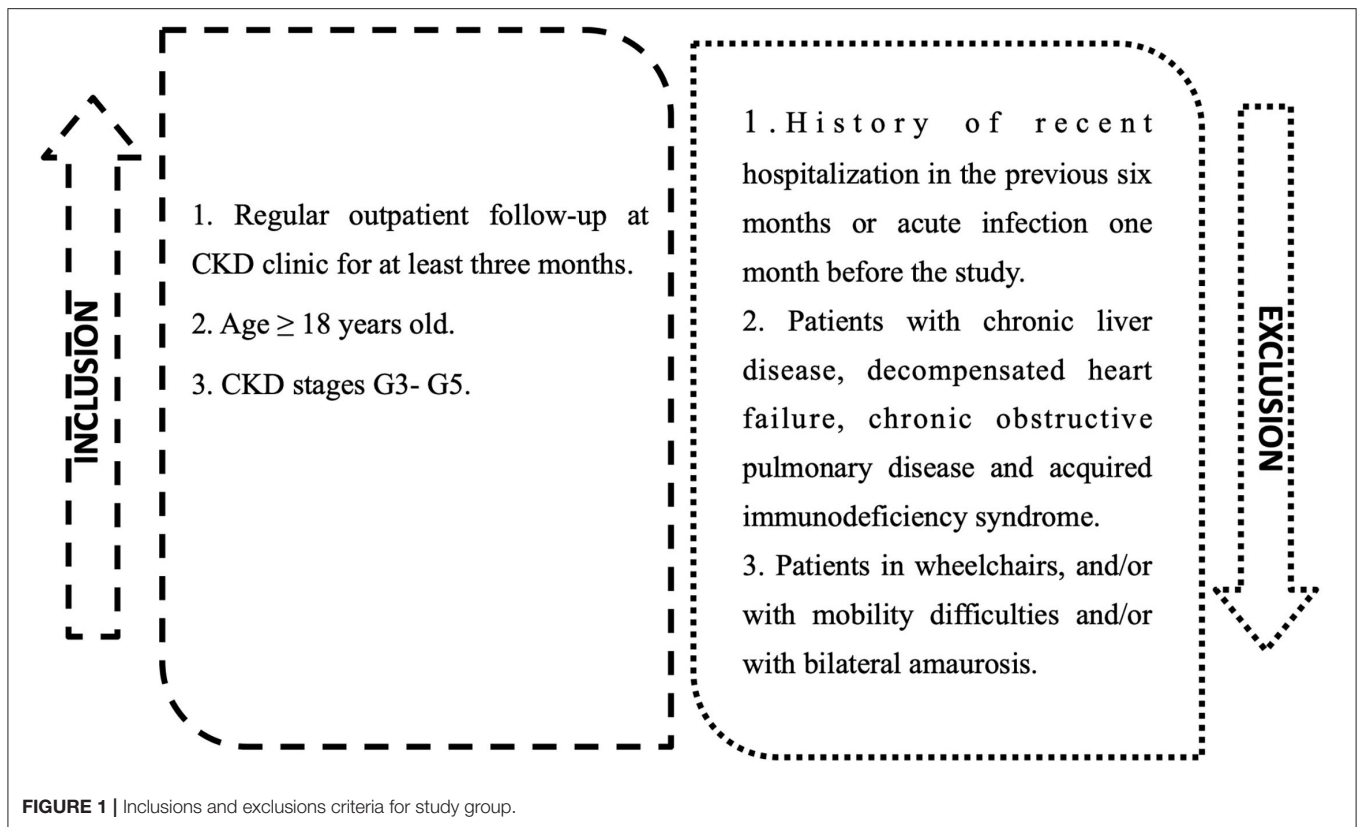 INCLUSION
1. Regular outpatient follow-up at
CKD clinic for at least three months.
2. Age ≥ 18 years old.
3. CKD stages G3- G5.
1. History of recent
hospitalization in the previous six
months or acute infection one
month before the study.
2. Patients with chronic liver
disease, decompensated heart
failure, chronic obstructive
pulmonary disease and acquired
immunodeficiency syndrome.
3. Patients in wheelchairs, and/or
with mobility difficulties and/or
with bilateral amaurosis.
EXCLUSION
FIGURE 1 | Inclusions and exclusions criteria for study group.